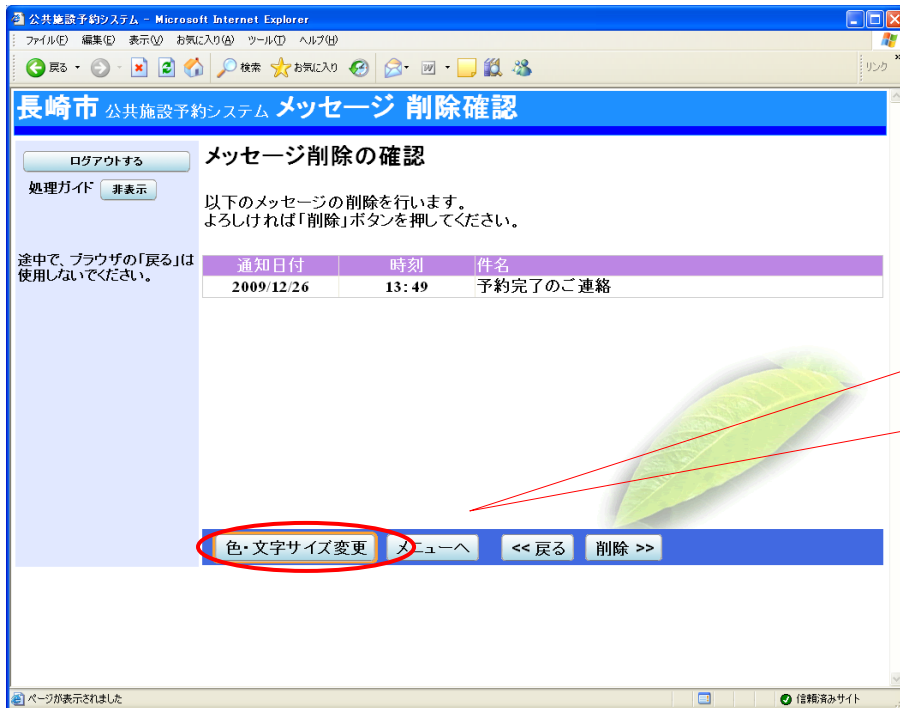 公共施設予約システム - Microsoft Internet Explorer
ファイル(F) 編集(E) 表示(V) お気に入り(A) ツール(T) ヘルプ(H)
戻る 検索 お気に入り リンク »
長崎市 公共施設予約システム メッセージ 削除確認
ログアウトする
処理ガイド 非表示
途中で、ブラウザの「戻る」は
使用しないでください。
メッセージ削除の確認
以下のメッセージの削除を行います。
よろしければ「削除」ボタンを押してください。
通知日付 時刻 件名
2009/12/26 13:49 予約完了のご連絡
色・文字サイズ変更 メニューへ << 戻る 削除 >>
ページが表示されました 信頼済みサイト